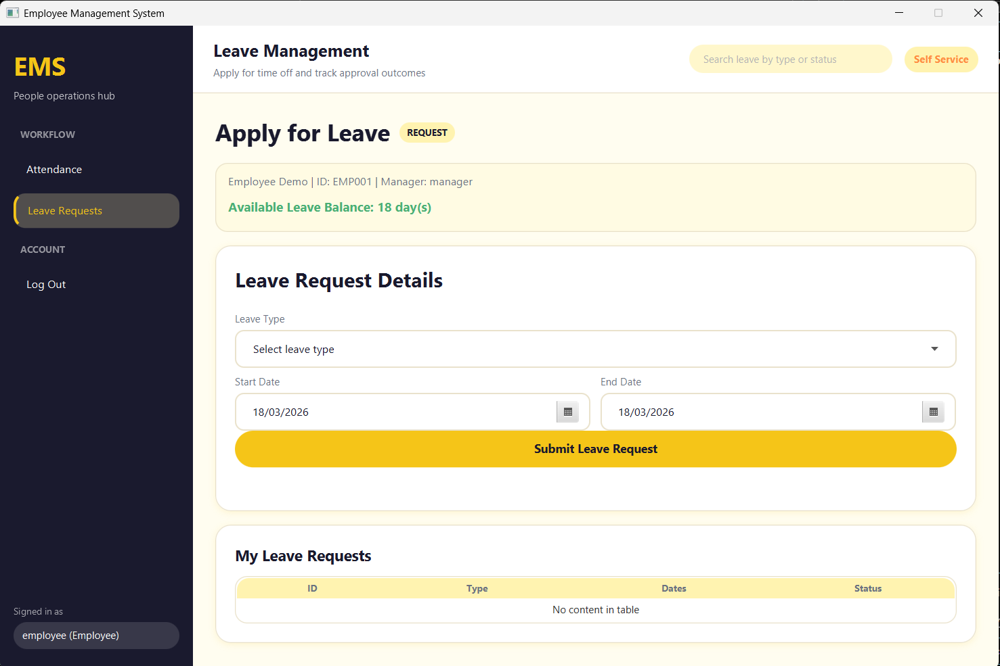 Employee Management System
EMS
People operations hub
WORKFLOW
Attendance
Leave Requests
ACCOUNT
Log Out
Signed in as
employee (Employee)
Leave Management
Apply for time off and track approval outcomes
Search leave by type or status
Self Service
Apply for Leave
REQUEST
Employee Demo | ID: EMP001 | Manager: manager
Available Leave Balance: 18 day(s)
Leave Request Details
Leave Type
Select leave type
Start Date
End Date
18/03/2026
18/03/2026
Submit Leave Request
My Leave Requests
ID Type Dates Status
No content in table